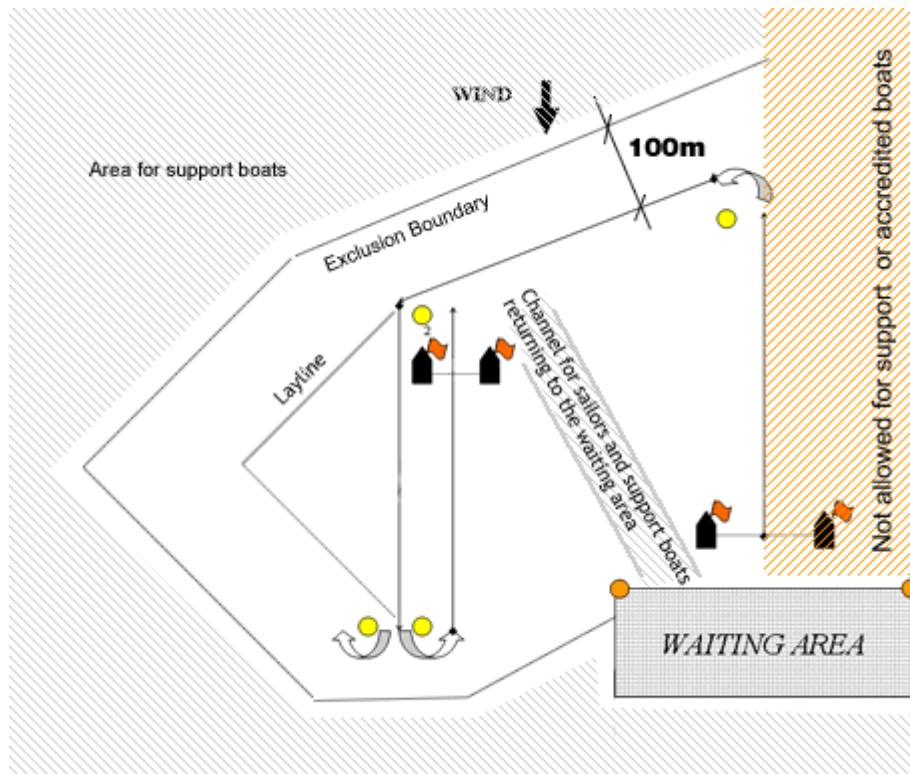 WIND
100m
Area for support boats
Exclusion Boundary
Not allowed for support or accredited boats
2
Layline
Channel for sailors and support boats
returning to the waiting area
WAITING AREA